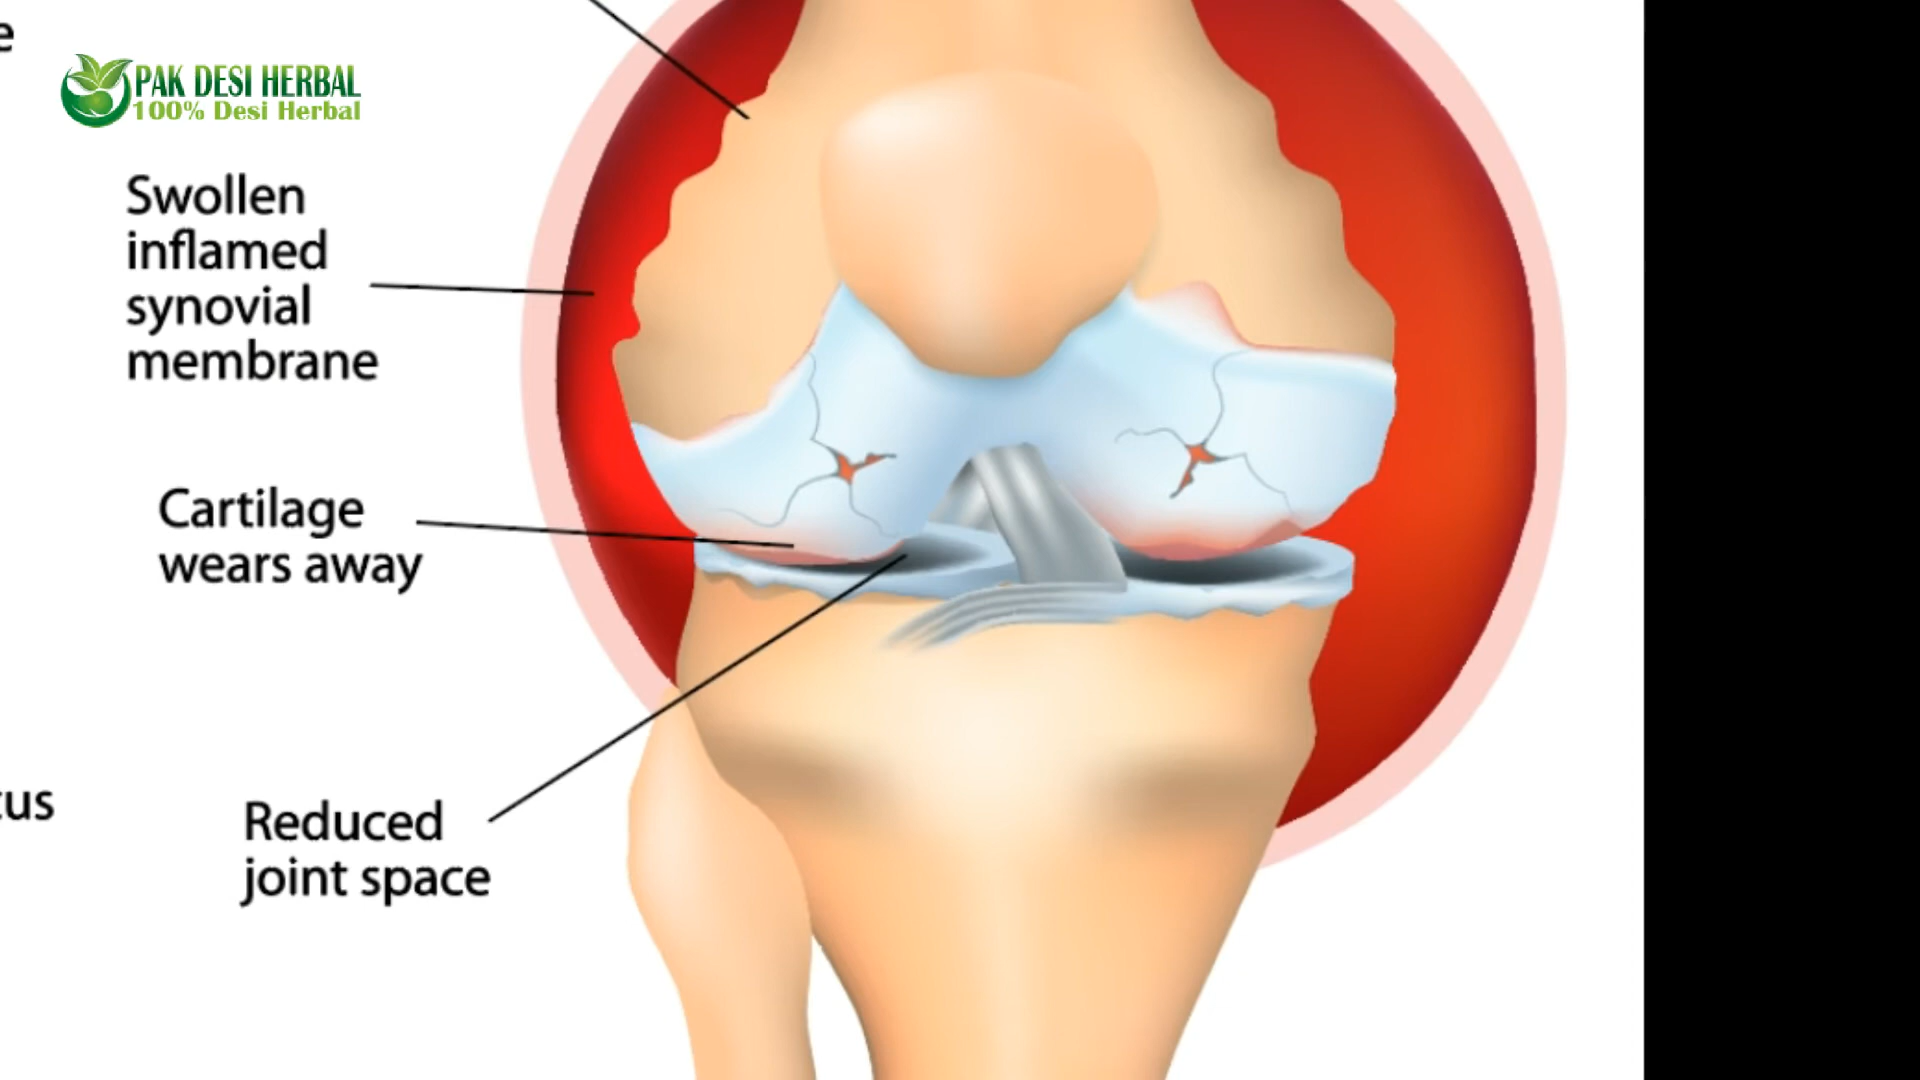 PAK DESI HERBAL
100% Desi Herbal
Swollen
inflamed
synovial
membrane
Cartilage
wears away
Reduced
joint space